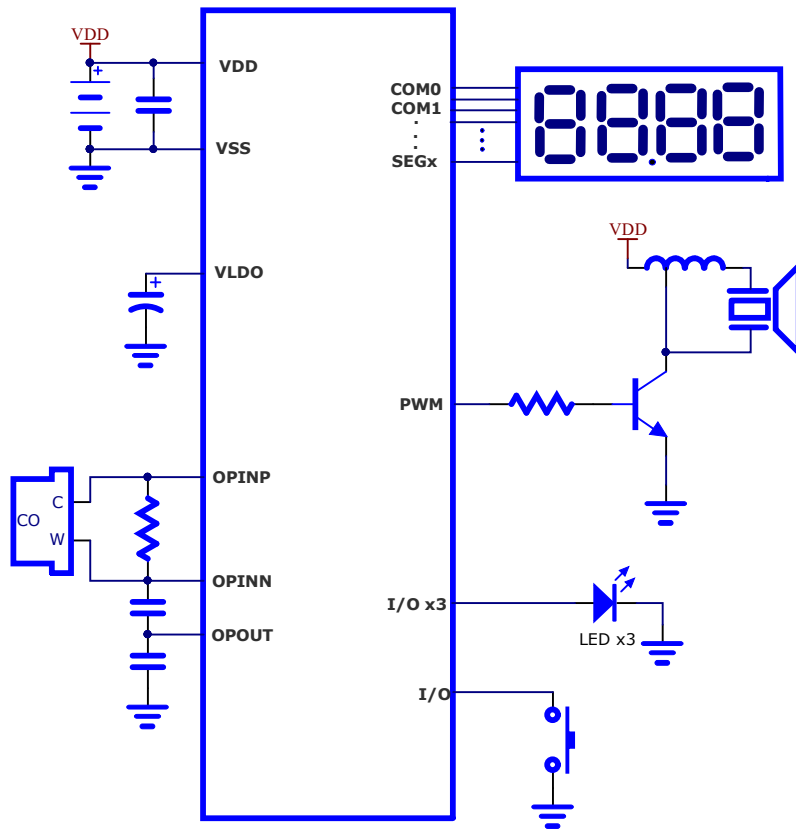 VDD
VDD
VSS
COM0
COM1
SEGx
VLDO
VDD
PWM
OPINP
C
CO
W
OPINN
I/O x3
OPOUT
LED x3
I/O